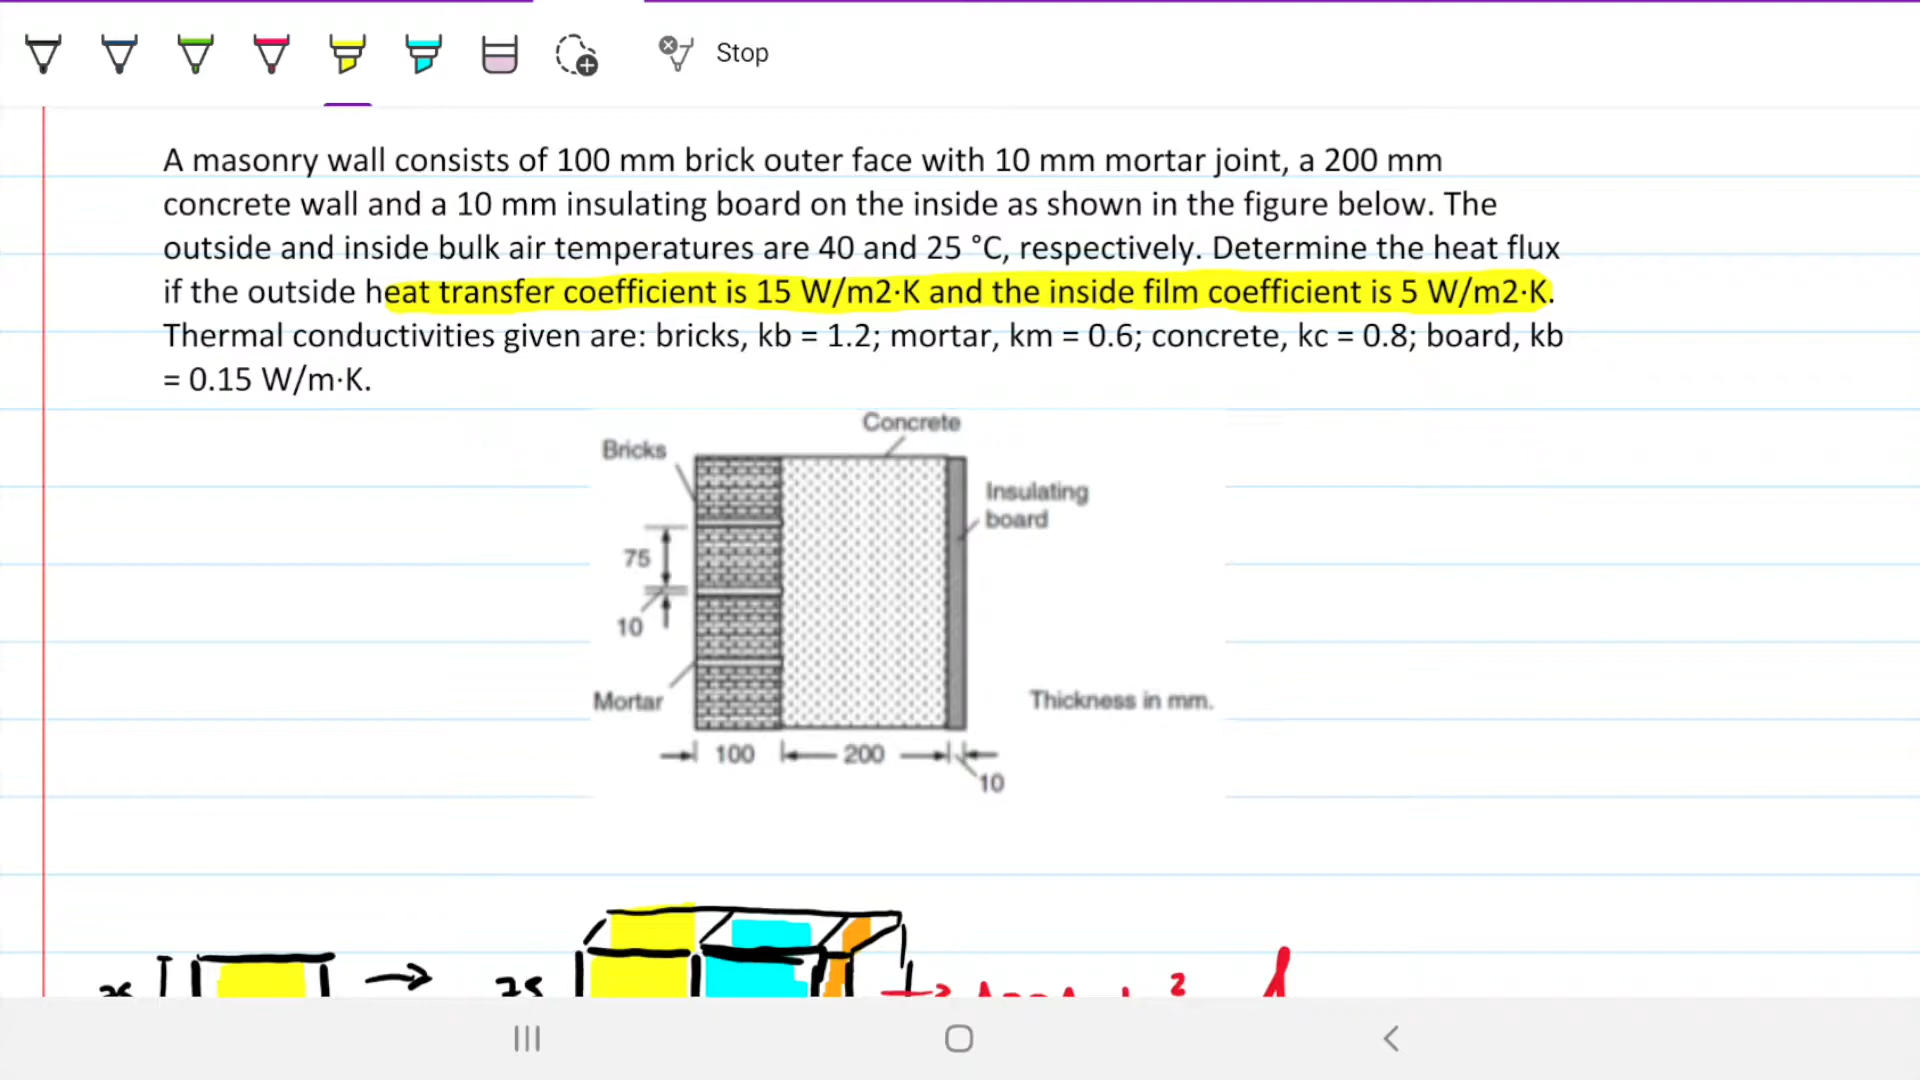 Stop
A masonry wall consists of 100 mm brick outer face with 10 mm mortar joint, a 200 mm
concrete wall and a 10 mm insulating board on the inside as shown in the figure below. The
outside and inside bulk air temperatures are 40 and 25 °C, respectively. Determine the heat flux
if the outside heat transfer coefficient is 15 W/m2·K and the inside film coefficient is 5 W/m2·K.
Thermal conductivities given are: bricks, kb = 1.2; mortar, km = 0.6; concrete, kc = 0.8; board, kb
= 0.15 W/m·K.
Concrete
Bricks
Insulating
board
75
10
Mortar
Thickness in mm.
100
200
10
75
2